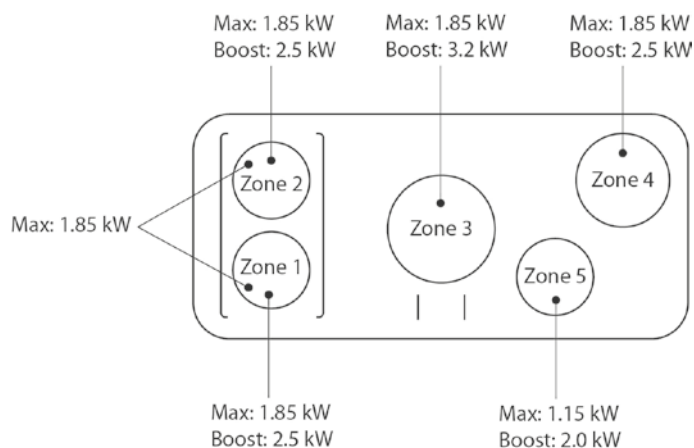 Max: 1.85 kW
Boost: 2.5 kW
Max: 1.85 kW
Boost: 3.2 kW
Max: 1.85 kW
Boost: 2.5 kW
Zone 2
Zone 4
Max: 1.85 kW
Zone 3
Zone 1
Zone 5
Max: 1.85 kW
Boost: 2.5 kW
Max: 1.15 kW
Boost: 2.0 kW